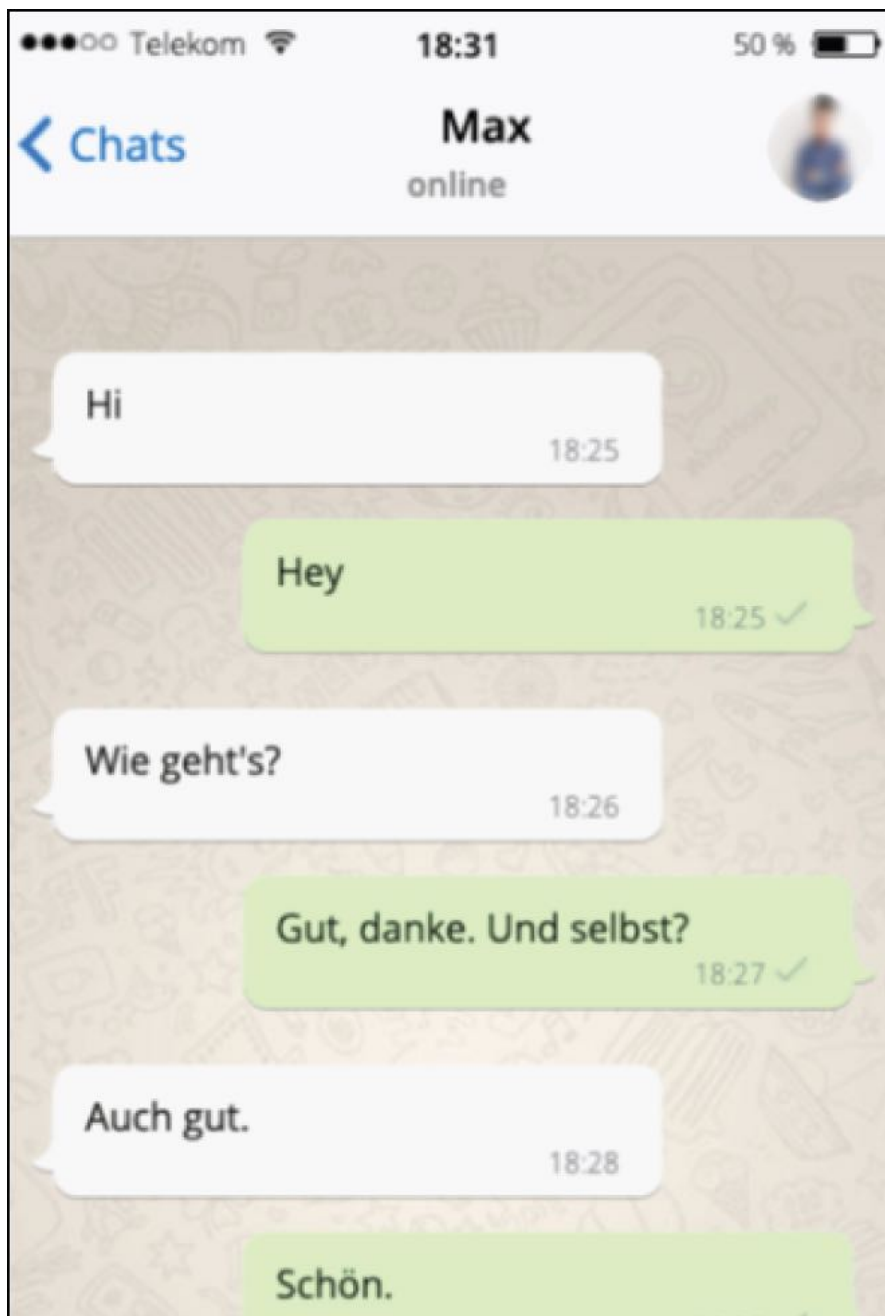 Telekom 18:31 50 %
Chats
Max
online
Hi
18:25
Hey
18:25
Wie geht's?
18:26
Gut, danke. Und selbst?
18:27
Auch gut.
18:28
Schön.